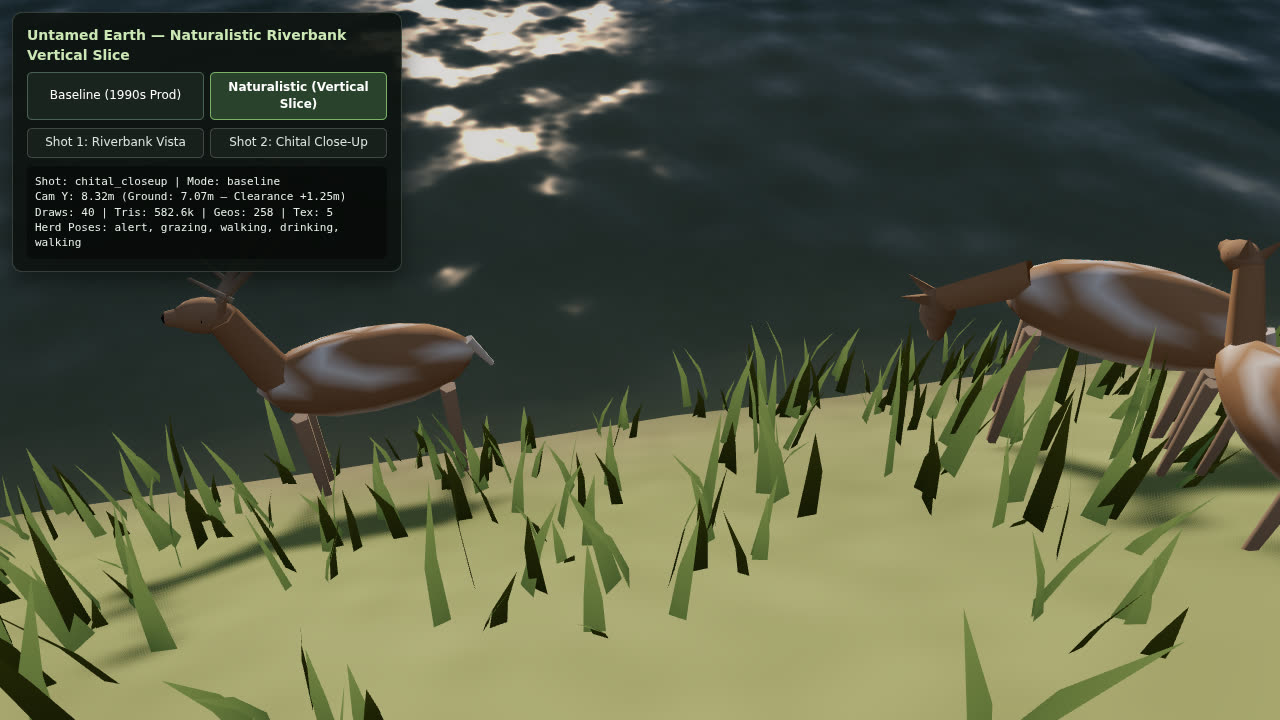 Untamed Earth — Naturalistic Riverbank
Vertical Slice
Baseline (1990s Prod)
Naturalistic (Vertical
Slice)
Shot 1: Riverbank Vista
Shot 2: Chital Close-Up
Shot: chital_closeup | Mode: baseline
Cam Y: 8.32m (Ground: 7.07m — Clearance +1.25m)
Draws: 40 | Tris: 582.6k | Geos: 258 | Tex: 5
Herd Poses: alert, grazing, walking, drinking,
walking